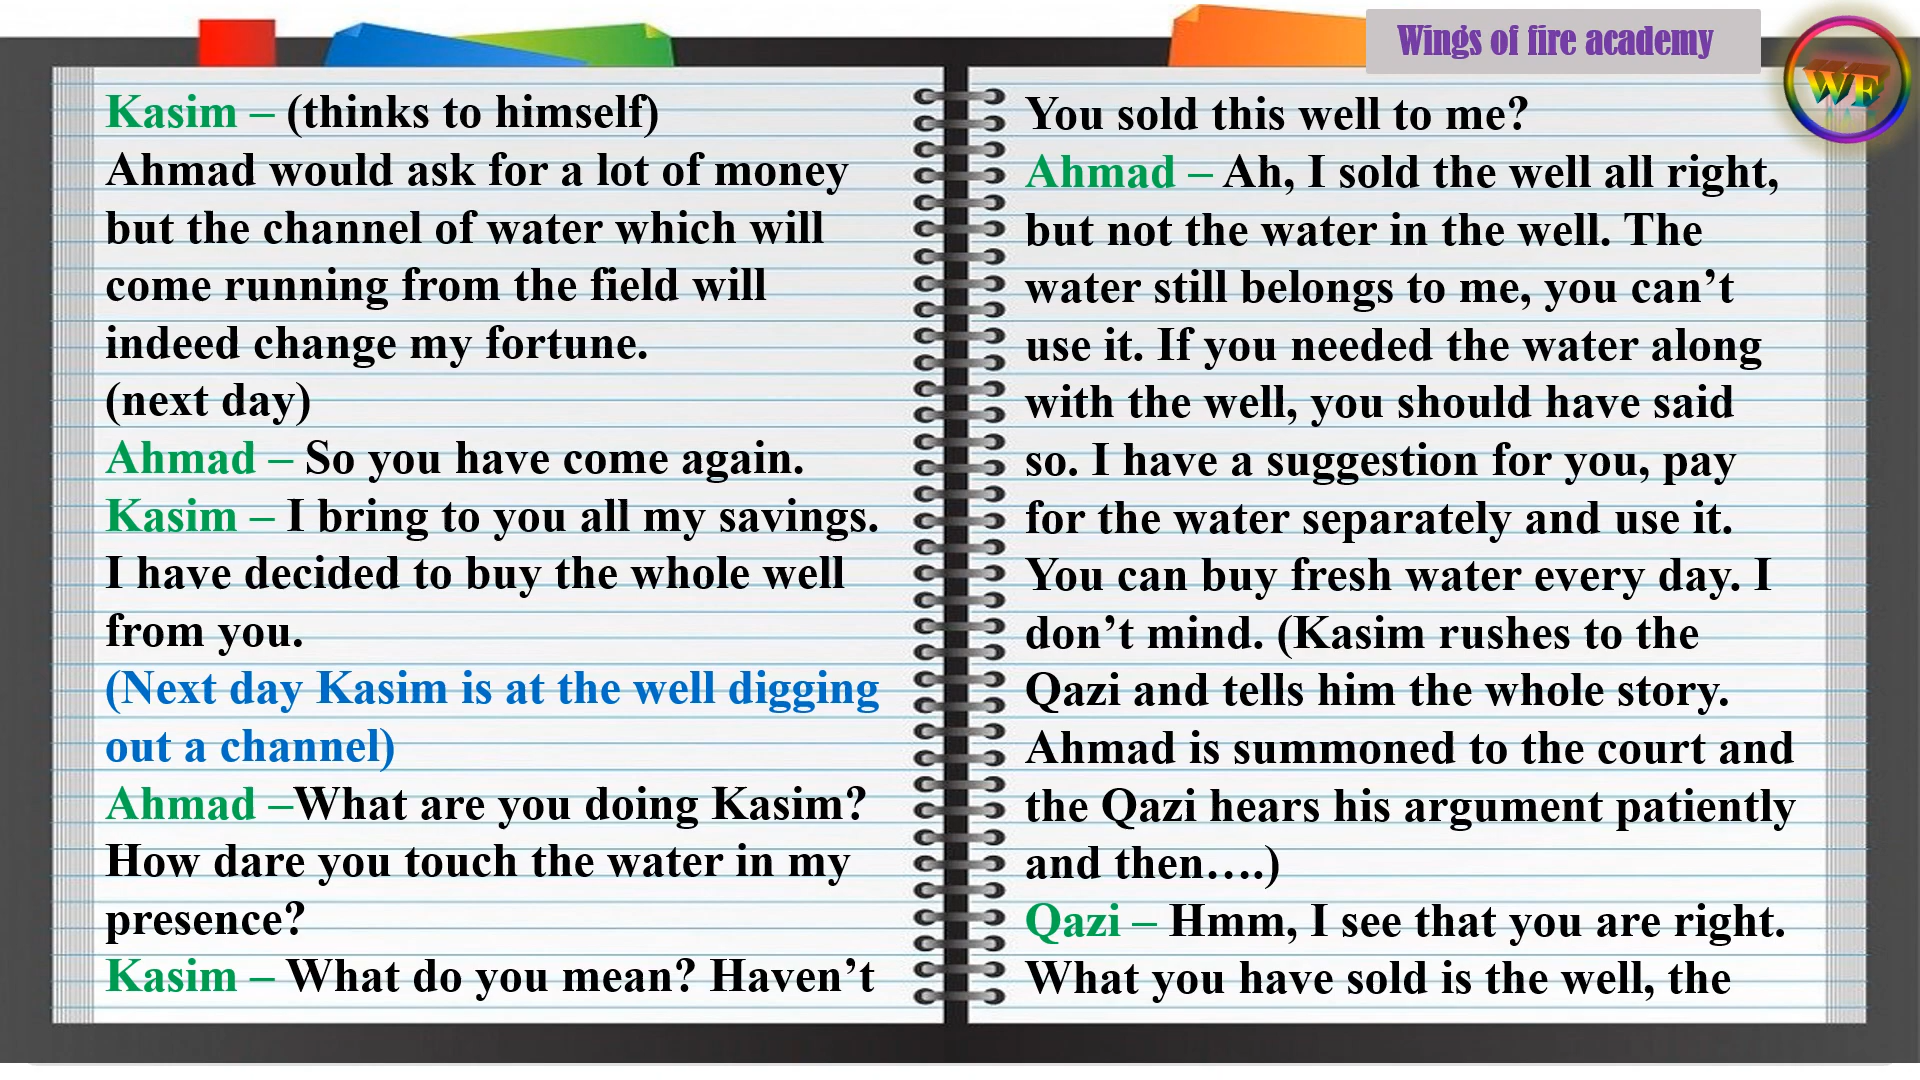 Wings of fire academy
WF
Kasim – (thinks to himself)
Ahmad would ask for a lot of money
but the channel of water which will
come running from the field will
indeed change my fortune.
(next day)
Ahmad – So you have come again.
Kasim – I bring to you all my savings.
I have decided to buy the whole well
from you.
(Next day Kasim is at the well digging
out a channel)
Ahmad –What are you doing Kasim?
How dare you touch the water in my
presence?
Kasim – What do you mean? Haven’t
You sold this well to me?
Ahmad – Ah, I sold the well all right,
but not the water in the well. The
water still belongs to me, you can’t
use it. If you needed the water along
with the well, you should have said
so. I have a suggestion for you, pay
for the water separately and use it.
You can buy fresh water every day. I
don’t mind. (Kasim rushes to the
Qazi and tells him the whole story.
Ahmad is summoned to the court and
the Qazi hears his argument patiently
and then….)
Qazi – Hmm, I see that you are right.
What you have sold is the well, the